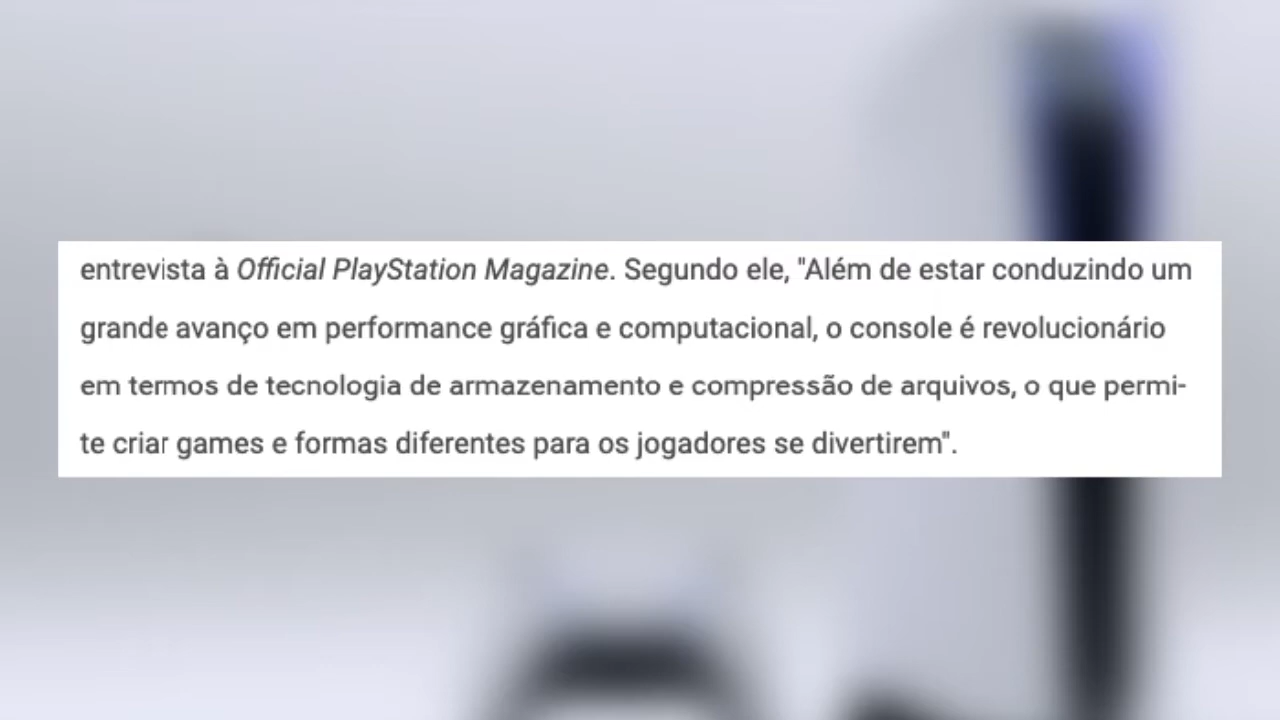 entrevista à Official PlayStation Magazine. Segundo ele, "Além de estar conduzindo um
grande avanço em performance gráfica e computacional, o console é revolucionário
em termos de tecnologia de armazenamento e compressão de arquivos, o que permi-
te criar games e formas diferentes para os jogadores se divertirem".